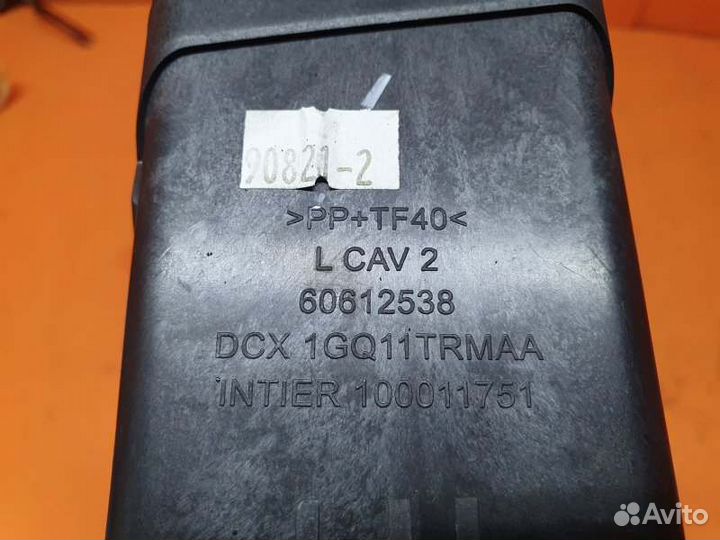 90821-2
>PP+TF40<
L CAV 2
60612538
DCX 1GQ11TRMAA
INTIER 100011751
Avito